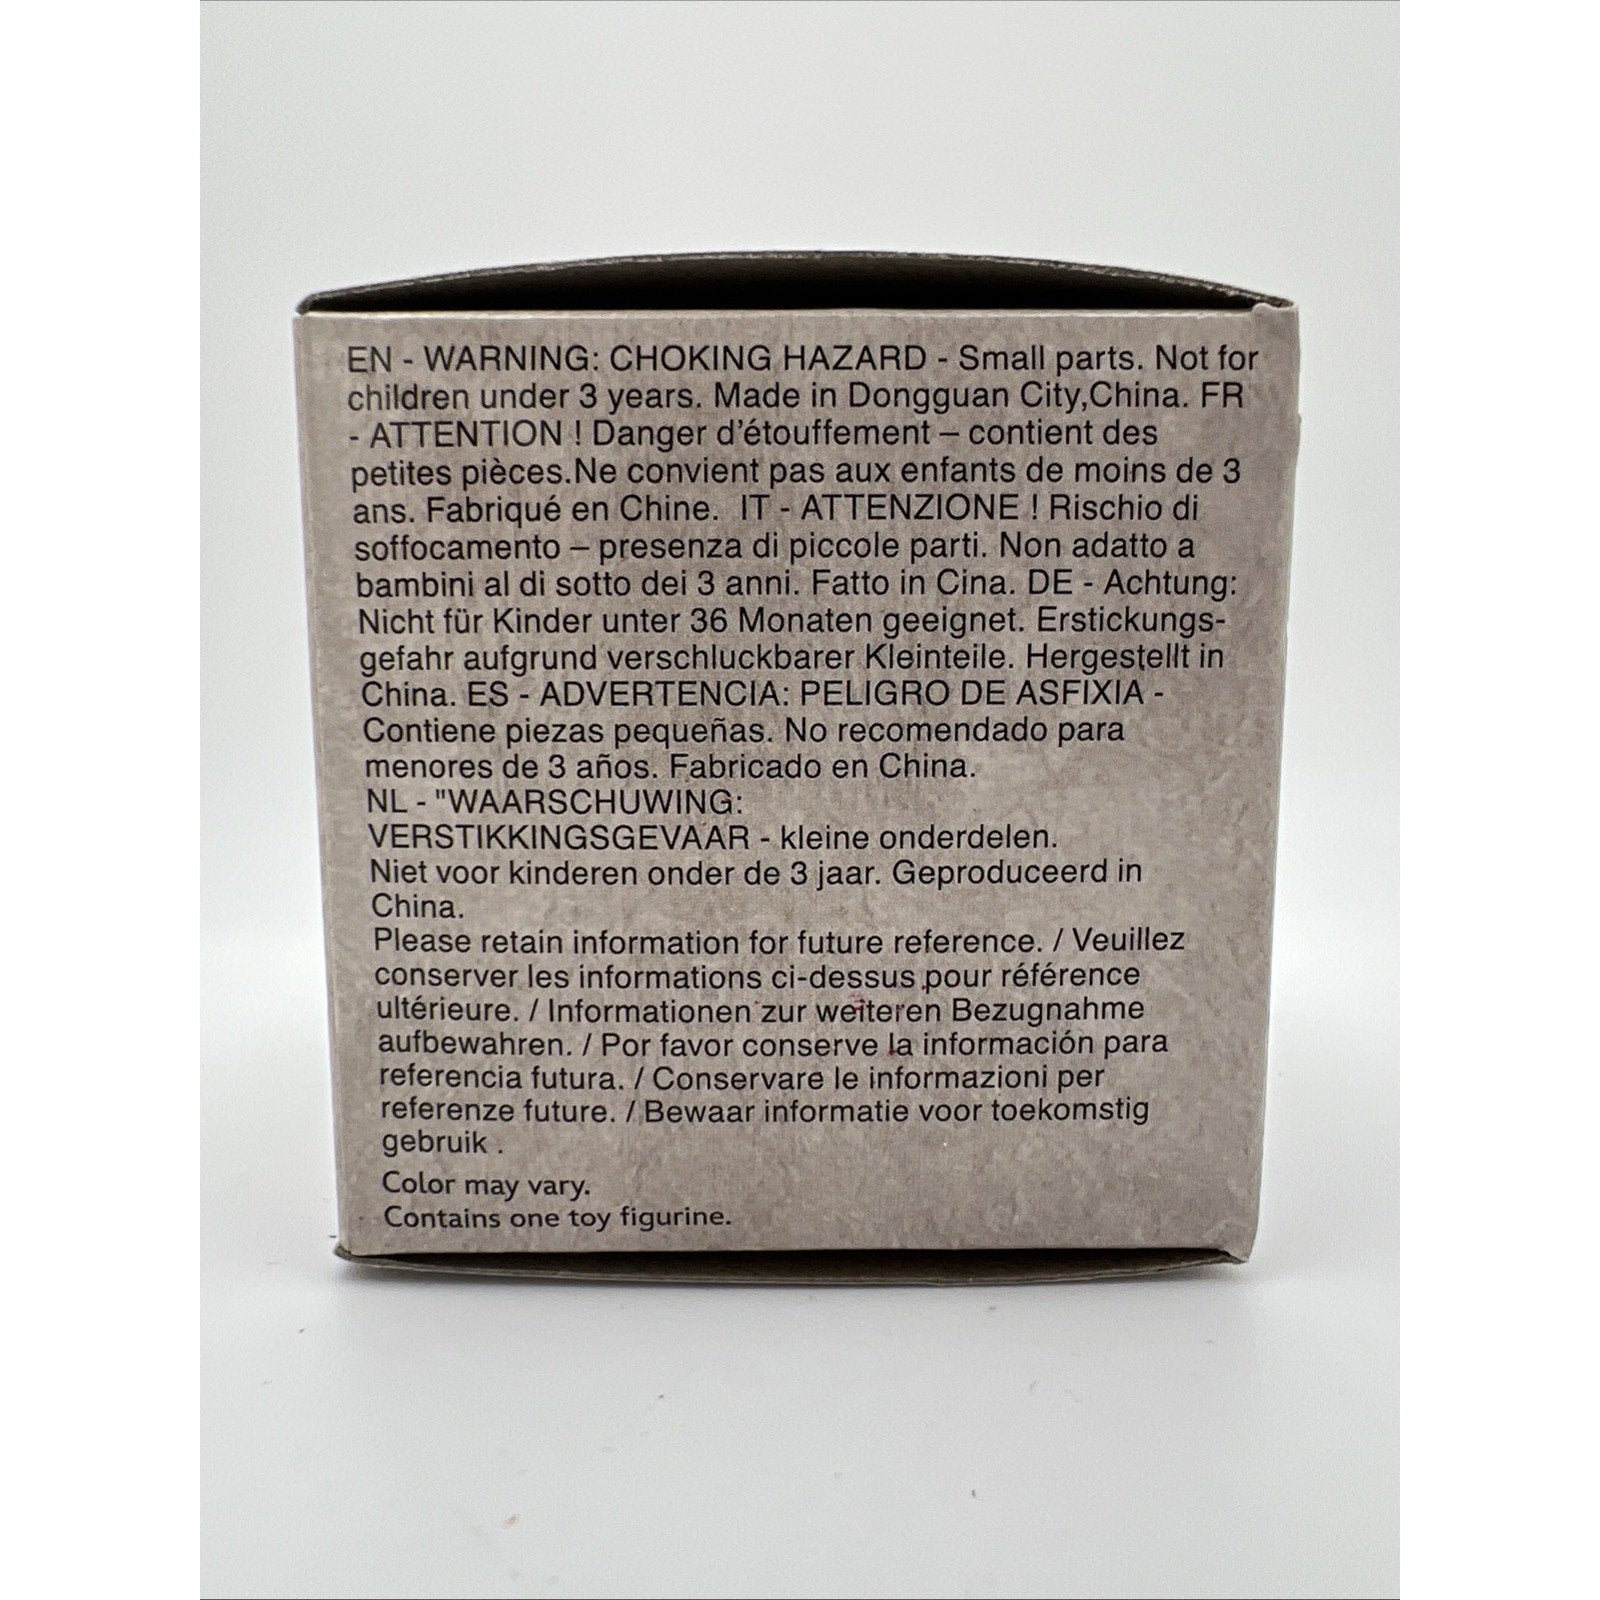 EN - WARNING: CHOKING HAZARD - Small parts. Not for
children under 3 years. Made in Dongguan City,China. FR
- ATTENTION ! Danger d’étouffement – contient des
petites pièces.Ne convient pas aux enfants de moins de 3
ans. Fabriqué en Chine. IT - ATTENZIONE ! Rischio di
soffocamento – presenza di piccole parti. Non adatto a
bambini al di sotto dei 3 anni. Fatto in Cina. DE - Achtung:
Nicht für Kinder unter 36 Monaten geeignet. Erstickungs-
gefahr aufgrund verschluckbarer Kleinteile. Hergestellt in
China. ES - ADVERTENCIA: PELIGRO DE ASFIXIA -
Contiene piezas pequeñas. No recomendado para
menores de 3 años. Fabricado en China.
NL - "WAARSCHUWING:
VERSTIKKINGSGEVAAR - kleine onderdelen.
Niet voor kinderen onder de 3 jaar. Geproduceerd in
China.
Please retain information for future reference. / Veuillez
conserver les informations ci-dessus pour référence
ultérieure. / Informationen zur weiteren Bezugnahme
aufbewahren. / Por favor conserve la información para
referencia futura. / Conservare le informazioni per
referenze future. / Bewaar informatie voor toekomstig
gebruik .
Color may vary.
Contains one toy figurine.